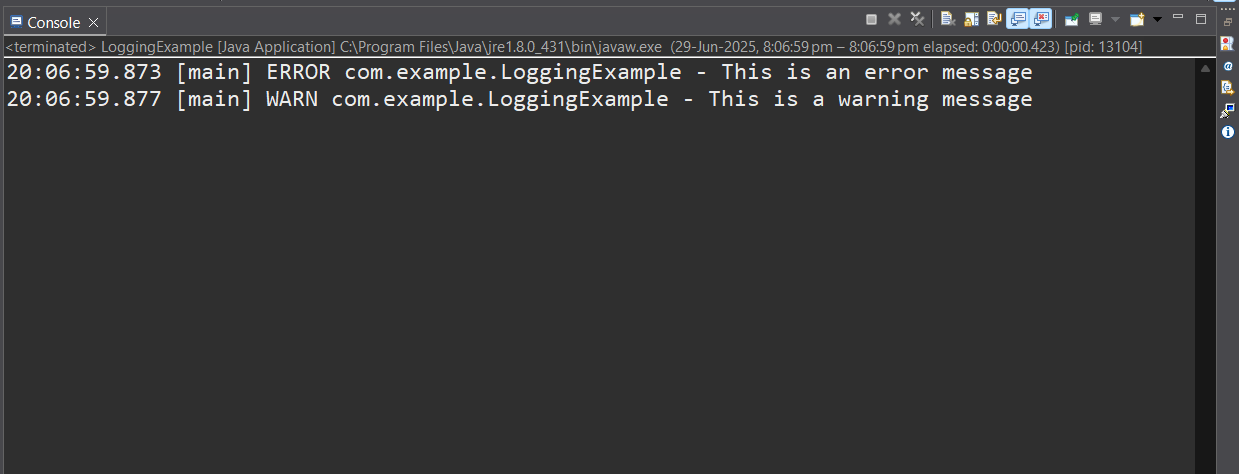 Console
<terminated> LoggingExample [Java Application] C:\Program Files\Java\jre1.8.0_431\bin\javaw.exe (29-Jun-2025, 8:06:59 pm – 8:06:59 pm elapsed: 0:00:00.423) [pid: 13104]
20:06:59.873 [main] ERROR com.example.LoggingExample - This is an error message
20:06:59.877 [main] WARN com.example.LoggingExample - This is a warning message